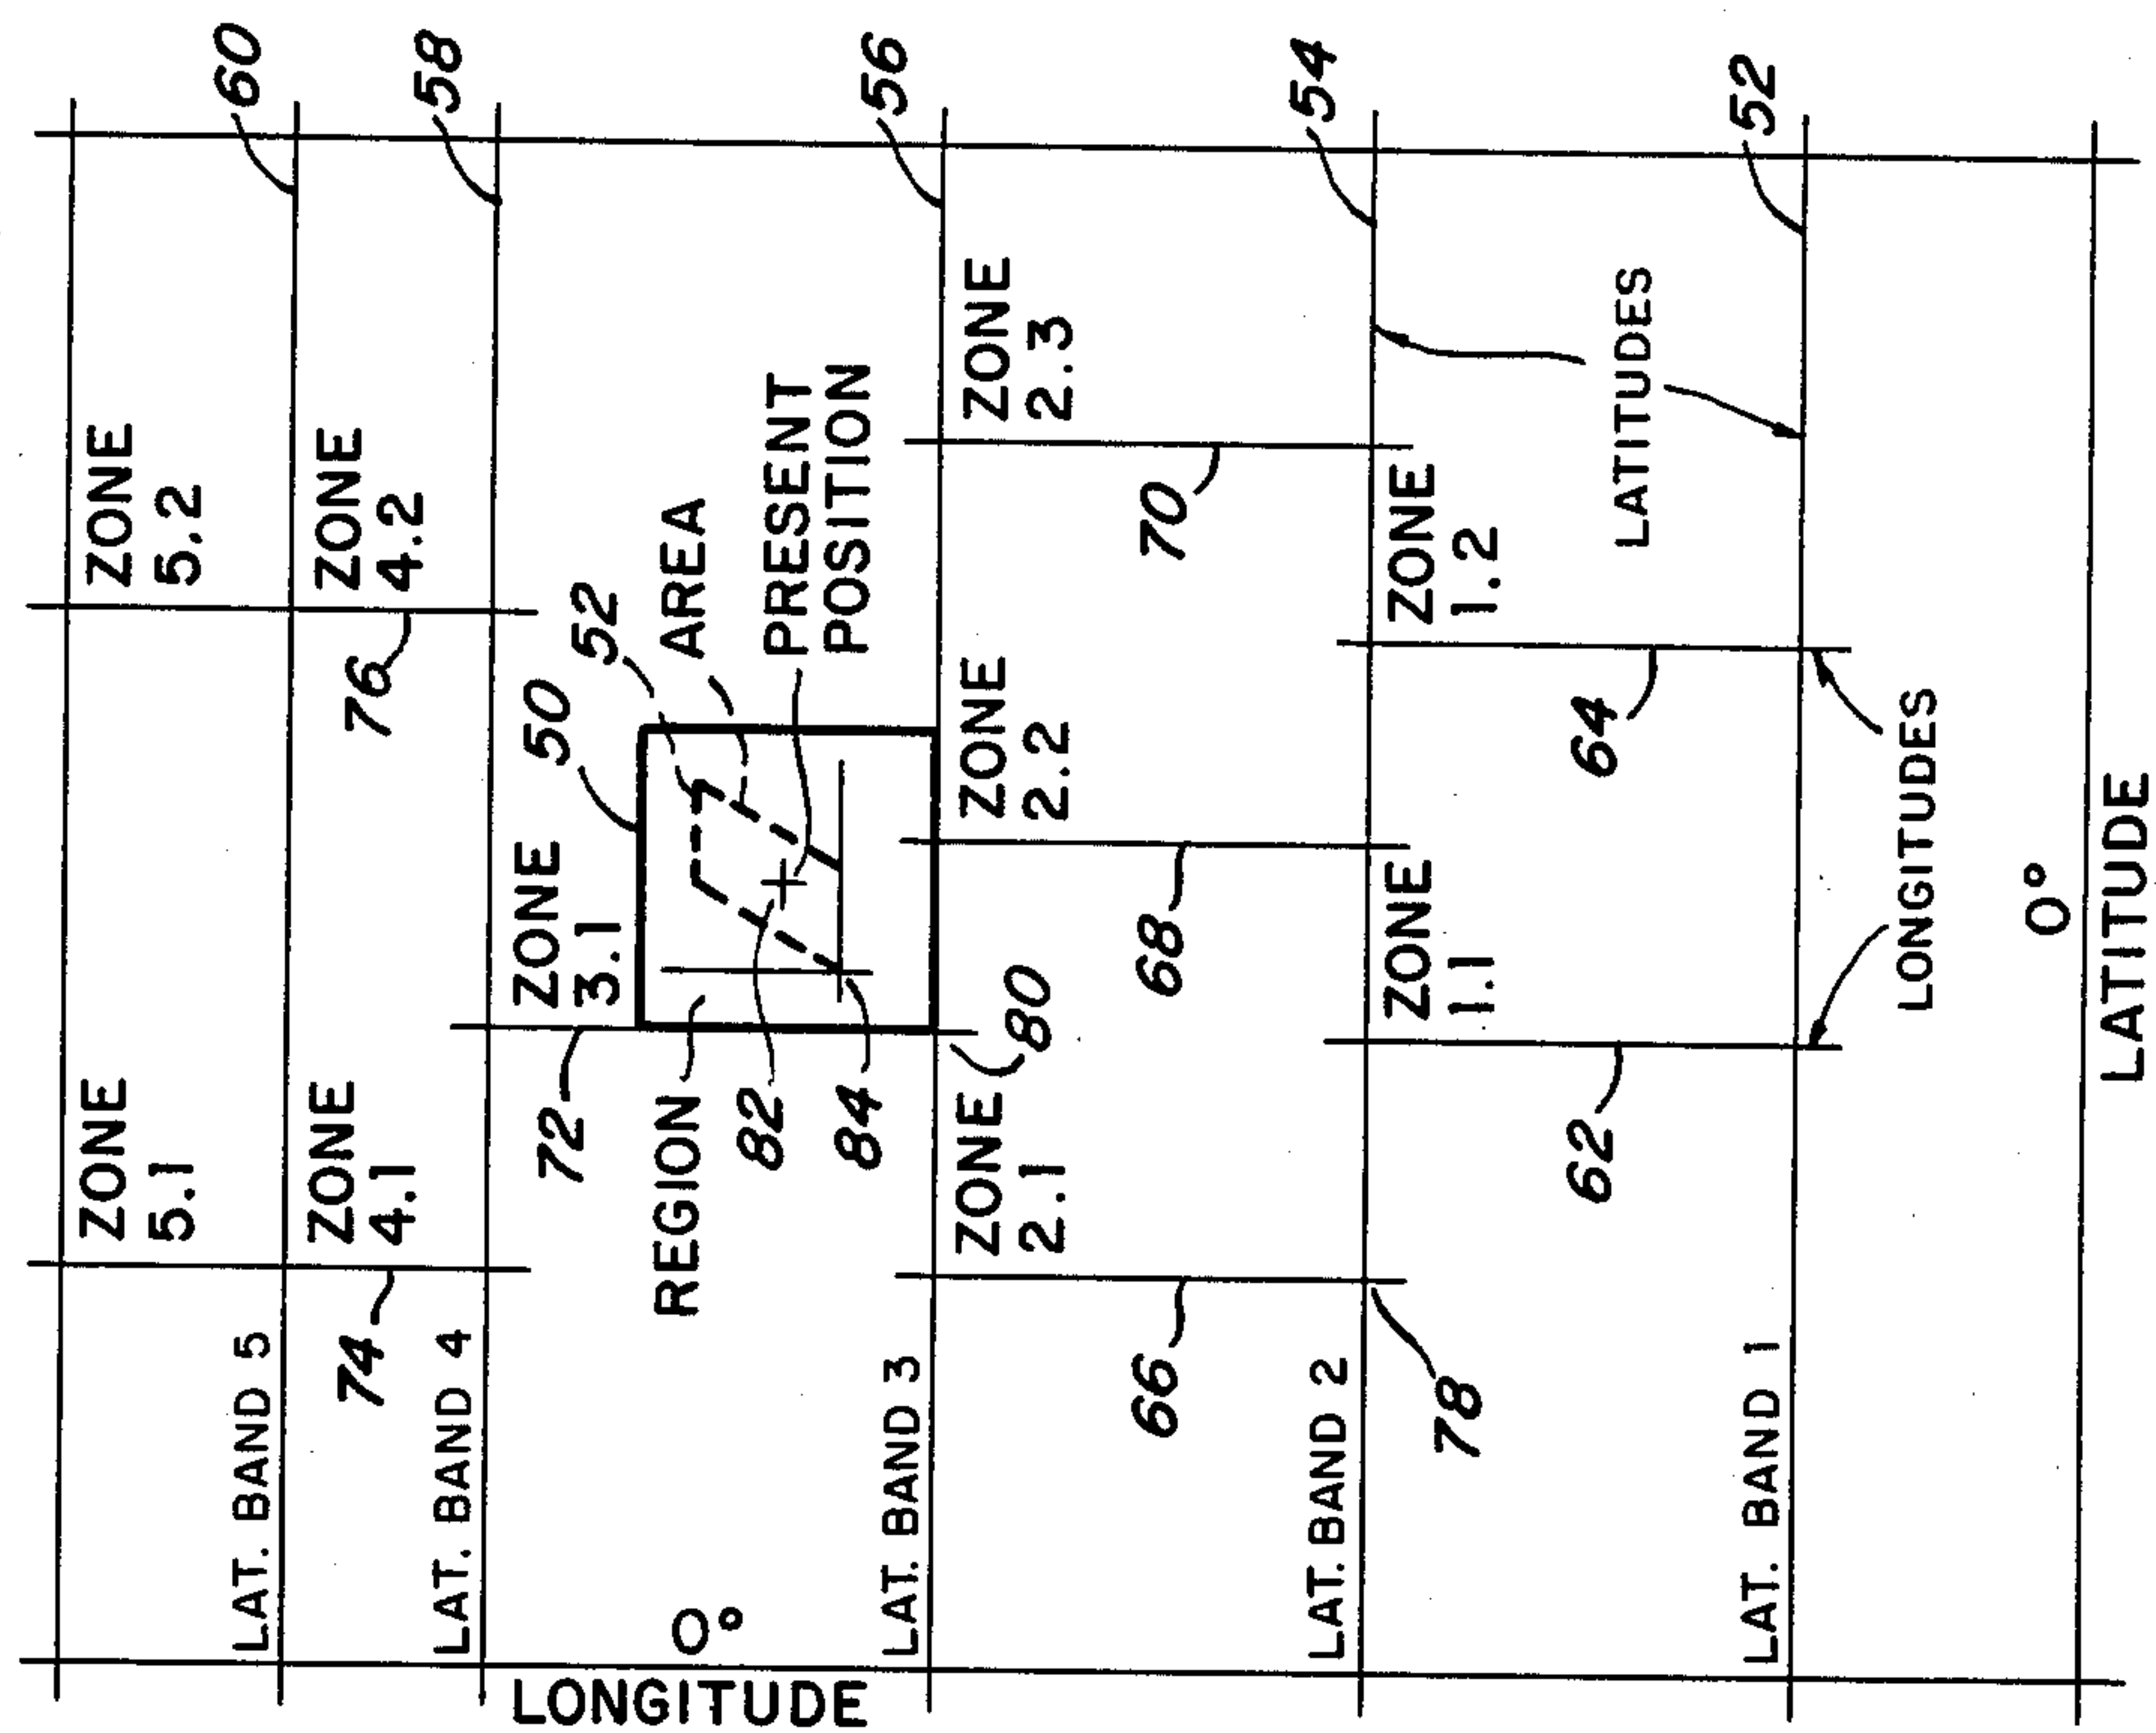 60
58
56
54
52
ZONE
5.2
ZONE
4.2
ZONE
5.1
ZONE
4.1
76
74
LAT. BAND 5
LAT. BAND 4
ZONE
3.1
50
52
AREA
PRESENT
POSITION
72
REGION
82
84
80
0°
LONGITUDE
LAT. BAND 3
ZONE
2.1
ZONE
2.2
ZONE
2.3
66
68
70
LAT. BAND 2
78
ZONE
1.1
ZONE
1.2
62
64
LATITUDES
LAT. BAND 1
LONGITUDES
0°
LATITUDE